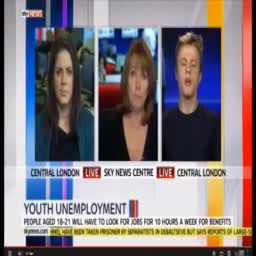 sky NEWS
CENTRAL LONDON LIVE SKY NEWS CENTRE LIVE CENTRAL LONDON
YOUTH UNEMPLOYMENT
PEOPLE AGED 18-21 WILL HAVE TO LOOK FOR JOBS FOR 10 HOURS A WEEK FOR BENEFITS
skynews.com NNEL HAVE BEEN TAKEN PRISONER BY SEPARATISTS IN DEBALTSEVE BUT SAYS REPORTS OF LARGE-S